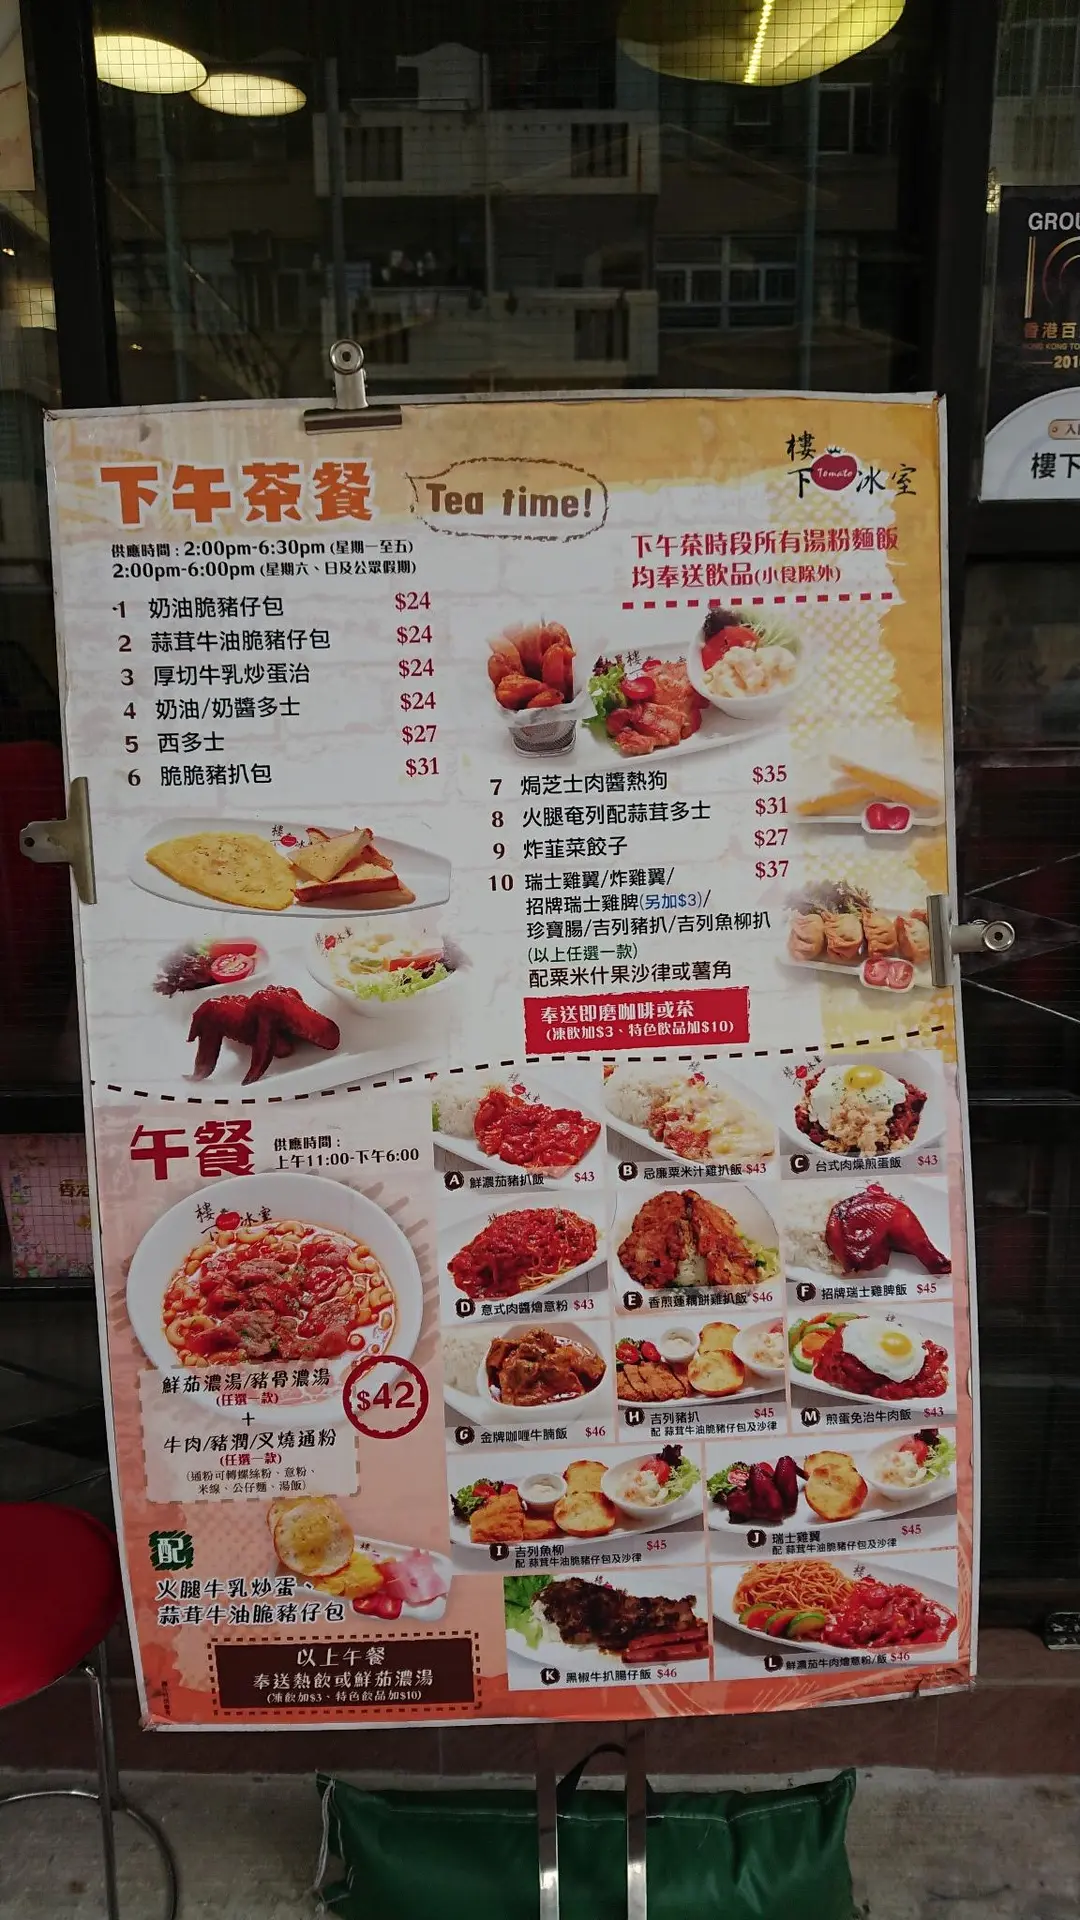 GROU
香港百
HONG KONG TO
201
樓下
樓下冰室
Tomato
下午茶餐
Tea time!
供應時間：2:00pm-6:30pm (星期一至五)
2:00pm-6:00pm (星期六、日及公眾假期)
下午茶時段所有湯粉麵飯
均奉送飲品(小食除外)
1 奶油脆豬仔包 $24
2 蒜茸牛油脆豬仔包 $24
3 厚切牛乳炒蛋治 $24
4 奶油/奶醬多士 $24
5 西多士 $27
6 脆脆豬扒包 $31
7 焗芝士肉醬熱狗 $35
8 火腿奄列配蒜茸多士 $31
9 炸韮菜餃子 $27
10 瑞士雞翼/炸雞翼/ $37
招牌瑞士雞脾(另加$3)/
珍寶腸/吉列豬扒/吉列魚柳扒
(以上任選一款)
配粟米什果沙律或薯角
奉送即磨咖啡或茶
(凍飲加$3、特色飲品加$10)
午餐
供應時間：
上午11:00-下午6:00
鮮茄濃湯/豬骨濃湯
(任選一款)
+
牛肉/豬潤/叉燒通粉
(任選一款)
(通粉可轉螺絲粉、意粉、
米線、公仔麵、湯飯)
$42
配
火腿牛乳炒蛋、
蒜茸牛油脆豬仔包
以上午餐
奉送熱飲或鮮茄濃湯
(凍飲加$3、特色飲品加$10)
A 鮮濃茄豬扒飯 $43
B 忌廉粟米汁雞扒飯 $43
C 台式肉燥煎蛋飯 $43
D 意式肉醬燴意粉 $43
E 香煎蓮藕餅雞扒飯 $46
F 招牌瑞士雞脾飯 $45
G 金牌咖喱牛腩飯 $46
H 吉列豬扒 $45
配 蒜茸牛油脆豬仔包及沙律
M 煎蛋免治牛肉飯 $43
I 吉列魚柳 $45
配 蒜茸牛油脆豬仔包及沙律
J 瑞士雞翼 $45
配 蒜茸牛油脆豬仔包及沙律
K 黑椒牛扒腸仔飯 $46
L 鮮濃茄牛肉燴意粉/飯 $46